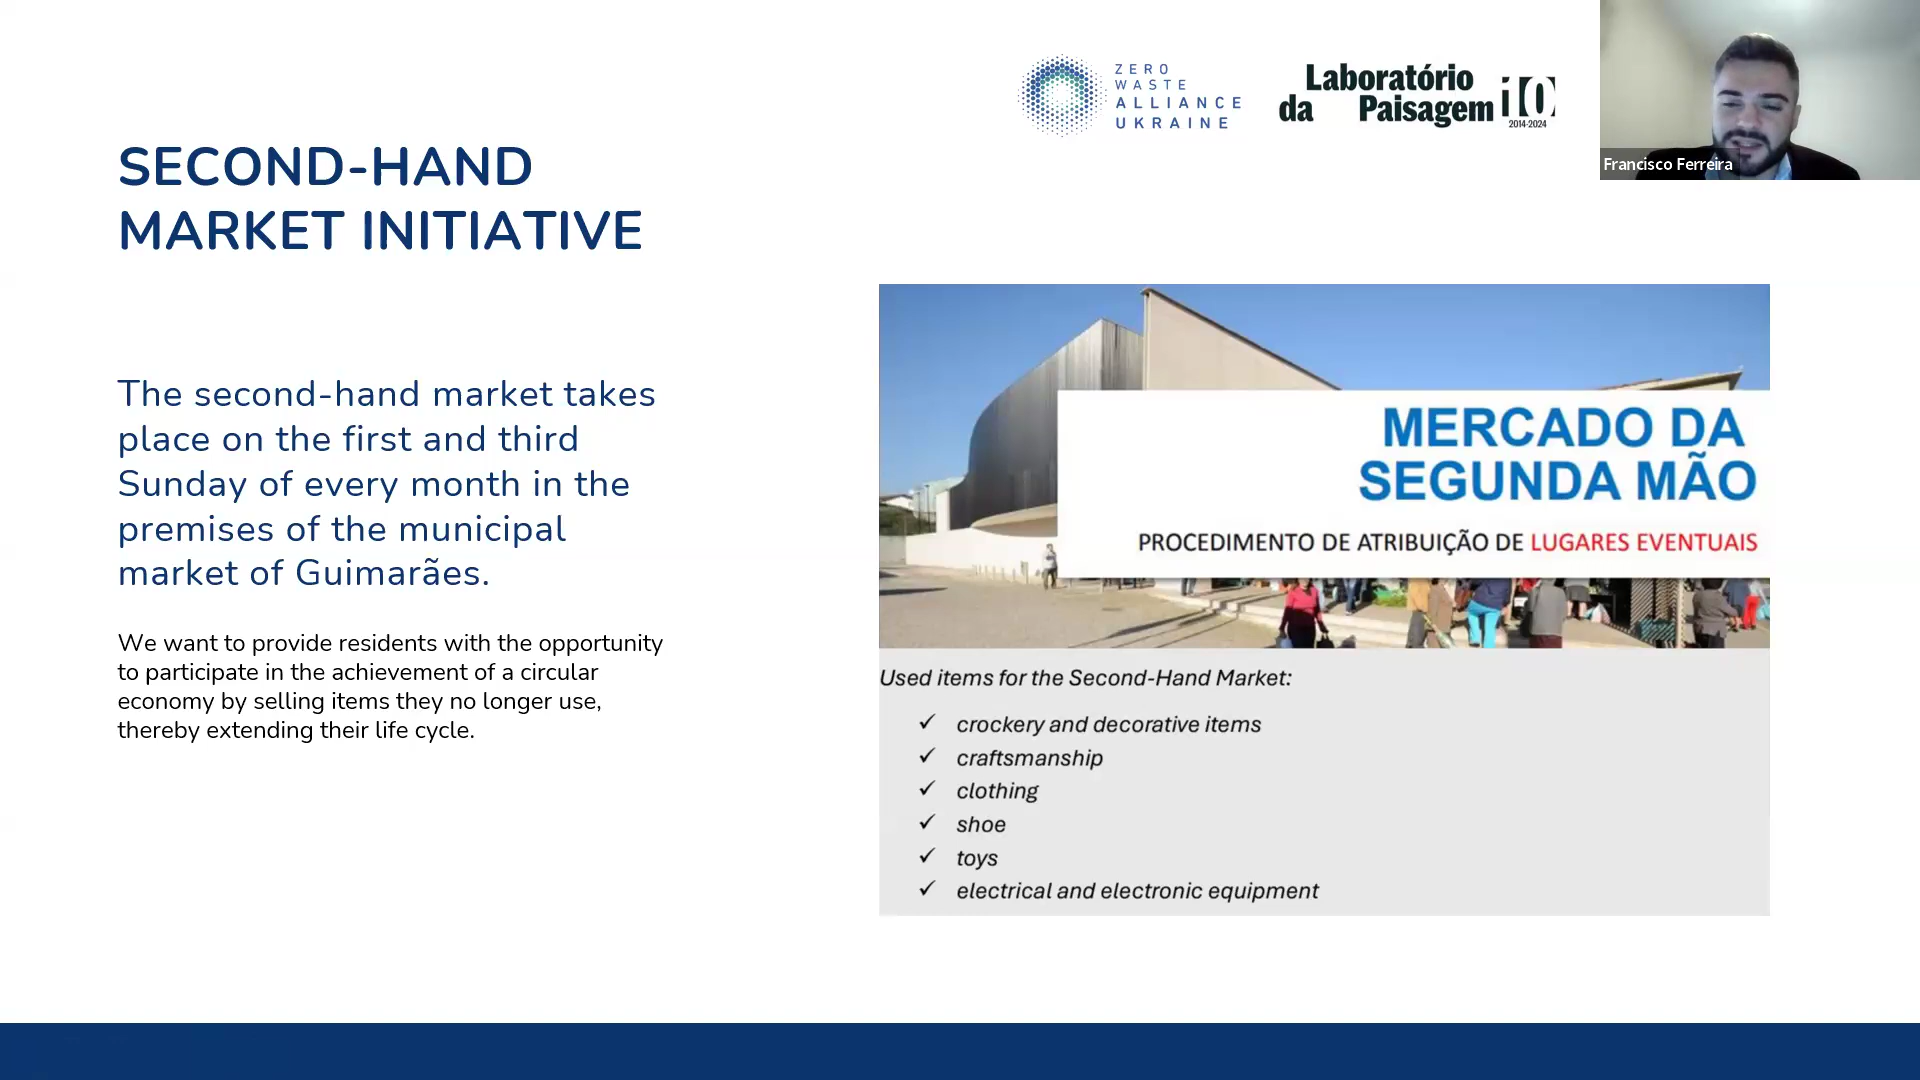 ZERO
WASTE
ALLIANCE
UKRAINE
Laboratório
da Paisagem
10
2014-2024
Francisco Ferreira
SECOND-HAND
MARKET INITIATIVE
The second-hand market takes
place on the first and third
Sunday of every month in the
premises of the municipal
market of Guimarães.
We want to provide residents with the opportunity
to participate in the achievement of a circular
economy by selling items they no longer use,
thereby extending their life cycle.
MERCADO DA
SEGUNDA MÃO
PROCEDIMENTO DE ATRIBUIÇÃO DE LUGARES EVENTUAIS
Used items for the Second-Hand Market:
✓ crockery and decorative items
✓ craftsmanship
✓ clothing
✓ shoe
✓ toys
✓ electrical and electronic equipment